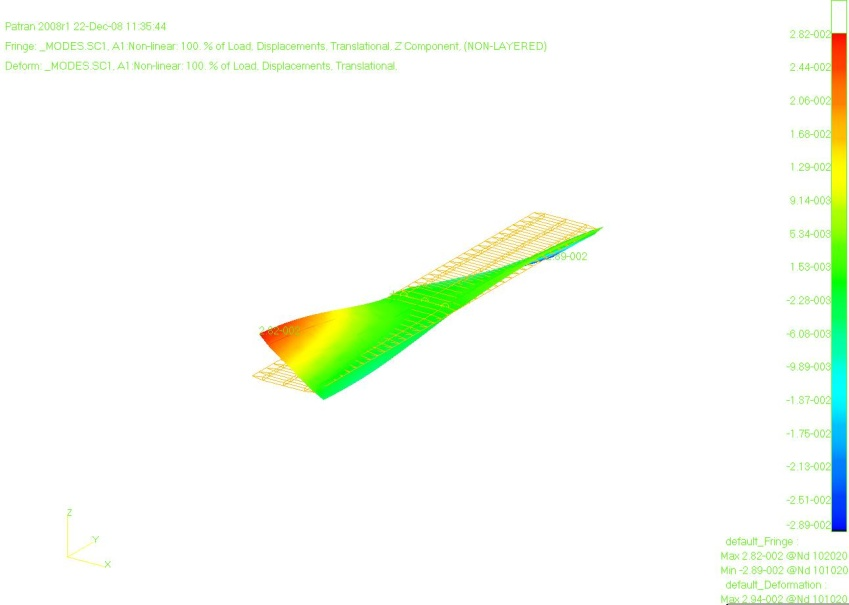 Patran 2008r1 22-Dec-08 11:35:44
Fringe: _MODES.SC1, A1:Non-linear: 100. % of Load, Displacements, Translational, Z Component, (NON-LAYERED)
Deform: _MODES.SC1, A1:Non-linear: 100. % of Load, Displacements, Translational,
2.82-002
2.44-002
2.06-002
1.68-002
1.29-002
9.14-003
5.34-003
1.53-003
-2.28-003
-6.08-003
-9.89-003
-1.37-002
-1.75-002
-2.13-002
-2.51-002
-2.89-002
2.82-002
Z
Y
X
default_Fringe :
Max 2.82-002 @Nd 102020
Min -2.89-002 @Nd 101020
default_Deformation :
Max 2.94-002 @Nd 101020